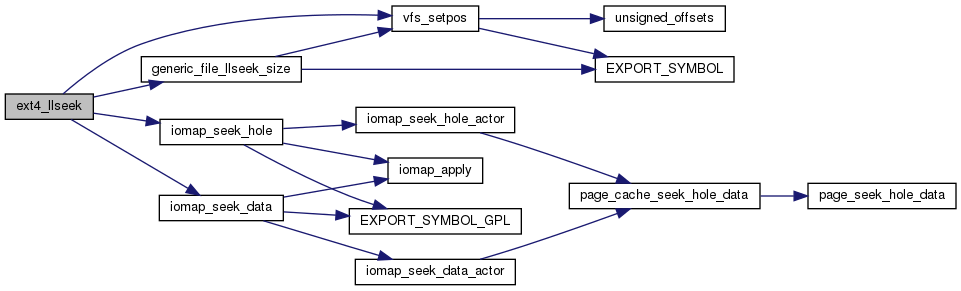 ext4_llseek
vfs_setpos
unsigned_offsets
generic_file_llseek_size
EXPORT_SYMBOL
iomap_seek_hole
iomap_seek_hole_actor
iomap_apply
iomap_seek_data
EXPORT_SYMBOL_GPL
iomap_seek_data_actor
page_cache_seek_hole_data
page_seek_hole_data